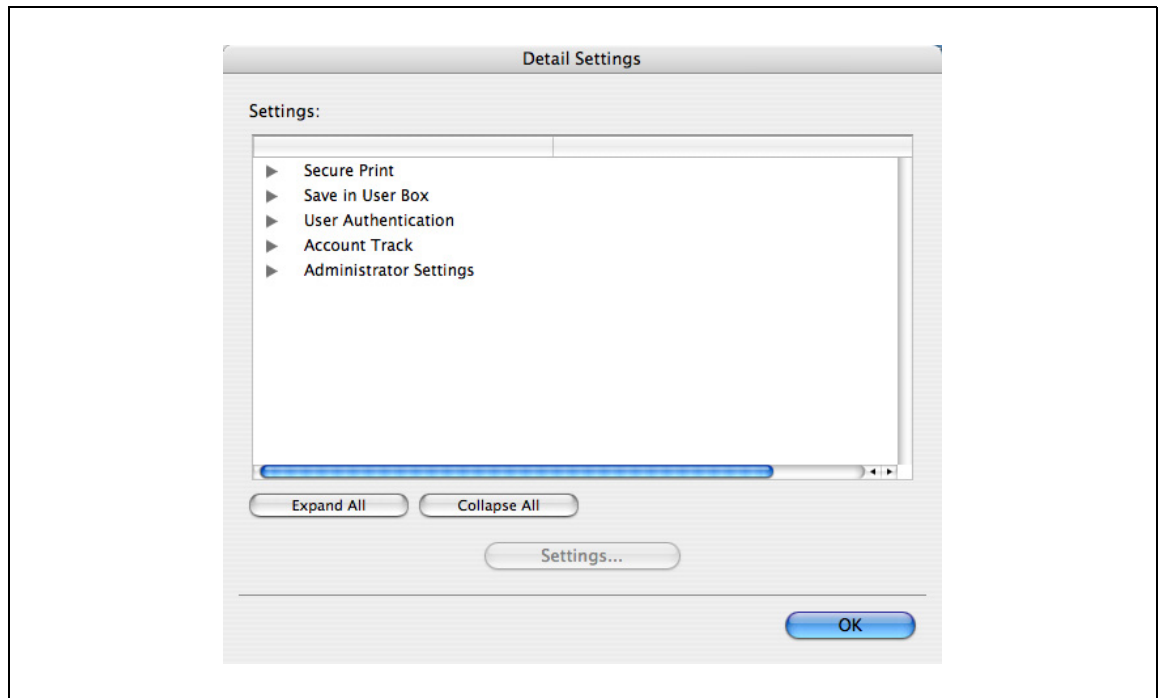 Detail Settings
Settings:
Secure Print
Save in User Box
User Authentication
Account Track
Administrator Settings
Expand All
Collapse All
Settings...
OK